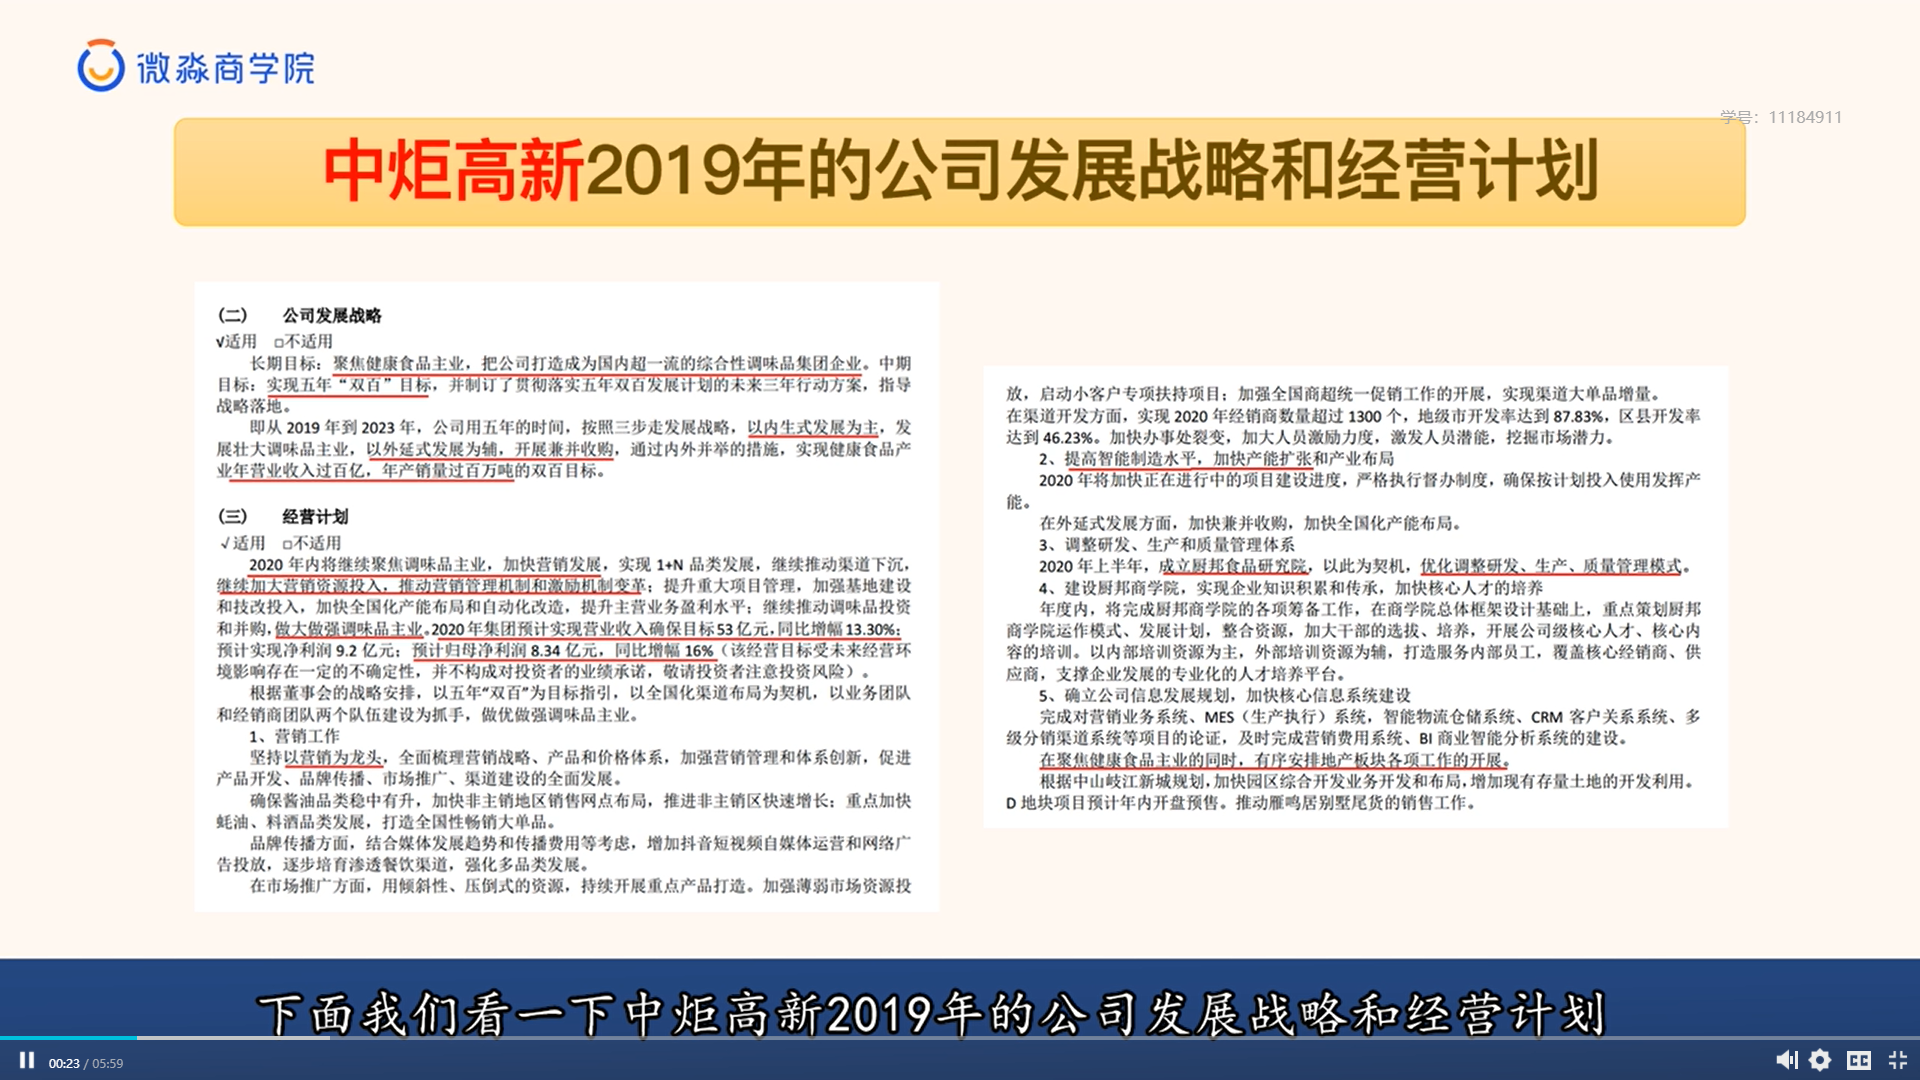 微淼商学院
学号：11184911
中炬高新2019年的公司发展战略和经营计划
（二） 公司发展战略
√适用 □不适用
长期目标：聚焦健康食品主业，把公司打造成为国内超一流的综合性调味品集团企业。中期
目标：实现五年“双百”目标，并制订了贯彻落实五年双百发展计划的未来三年行动方案，指导
战略落地。
即从 2019 年到 2023 年，公司用五年的时间，按照三步走发展战略，以内生式发展为主，发
展壮大调味品主业，以外延式发展为辅，开展兼并收购，通过内外并举的措施，实现健康食品产
业年营业收入过百亿，年产销量过百万吨的双百目标。
（三） 经营计划
√适用 □不适用
2020 年内将继续聚焦调味品主业，加快营销发展，实现 1+N 品类发展，继续推动渠道下沉，
继续加大营销资源投入，推动营销管理机制和激励机制变革；提升重大项目管理，加强基地建设
和技改投入，加快全国化产能布局和自动化改造，提升主营业务盈利水平；继续推动调味品投资
和并购，做大做强调味品主业。2020 年集团预计实现营业收入确保目标 53 亿元，同比增幅 13.30%；
预计实现净利润 9.2 亿元；预计归母净利润 8.34 亿元，同比增幅 16%（该经营目标受未来经营环
境影响存在一定的不确定性，并不构成对投资者的业绩承诺，敬请投资者注意投资风险）。
根据董事会的战略安排，以五年“双百”为目标指引，以全国化渠道布局为契机，以业务团队
和经销商团队两个队伍建设为抓手，做优做强调味品主业。
1、营销工作
坚持以营销为龙头，全面梳理营销战略、产品和价格体系，加强营销管理和体系创新，促进
产品开发、品牌传播、市场推广、渠道建设的全面发展。
确保酱油品类稳中有升，加快非主销地区销售网点布局，推进非主销区快速增长；重点加快
蚝油、料酒品类发展，打造全国性畅销大单品。
品牌传播方面，结合媒体发展趋势和传播费用等考虑，增加抖音短视频自媒体运营和网络广
告投放，逐步培育渗透餐饮渠道，强化多品类发展。
在市场推广方面，用倾斜性、压倒式的资源，持续开展重点产品打造。加强薄弱市场资源投
放，启动小客户专项扶持项目；加强全国商超统一促销工作的开展，实现渠道大单品增量。
在渠道开发方面，实现 2020 年经销商数量超过 1300 个，地级市开发率达到 87.83%，区县开发率
达到 46.23%。加快办事处裂变，加大人员激励力度，激发人员潜能，挖掘市场潜力。
2、提高智能制造水平，加快产能扩张和产业布局
2020 年将加快正在进行中的项目建设进度，严格执行督办制度，确保按计划投入使用发挥产
能。
在外延式发展方面，加快兼并收购，加快全国化产能布局。
3、调整研发、生产和质量管理体系
2020 年上半年，成立厨邦食品研究院，以此为契机，优化调整研发、生产、质量管理模式。
4、建设厨邦商学院，实现企业知识积累和传承，加快核心人才的培养
年度内，将完成厨邦商学院的各项筹备工作，在商学院总体框架设计基础上，重点策划厨邦
商学院运作模式、发展计划，整合资源，加大干部的选拔、培养，开展公司级核心人才、核心内
容的培训。以内部培训资源为主，外部培训资源为辅，打造服务内部员工，覆盖核心经销商、供
应商，支撑企业发展的专业化的人才培养平台。
5、确立公司信息发展规划，加快核心信息系统建设
完成对营销业务系统、MES（生产执行）系统，智能物流仓储系统、CRM 客户关系系统、多
级分销渠道系统等项目的论证，及时完成营销费用系统、BI 商业智能分析系统的建设。
在聚焦健康食品主业的同时，有序安排地产板块各项工作的开展。
根据中山岐江新城规划，加快园区综合开发业务开发和布局，增加现有存量土地的开发利用。
D 地块项目预计年内开盘预售。推动雁鸣居别墅尾货的销售工作。
下面我们看一下中炬高新2019年的公司发展战略和经营计划
00:23 / 05:59
CC